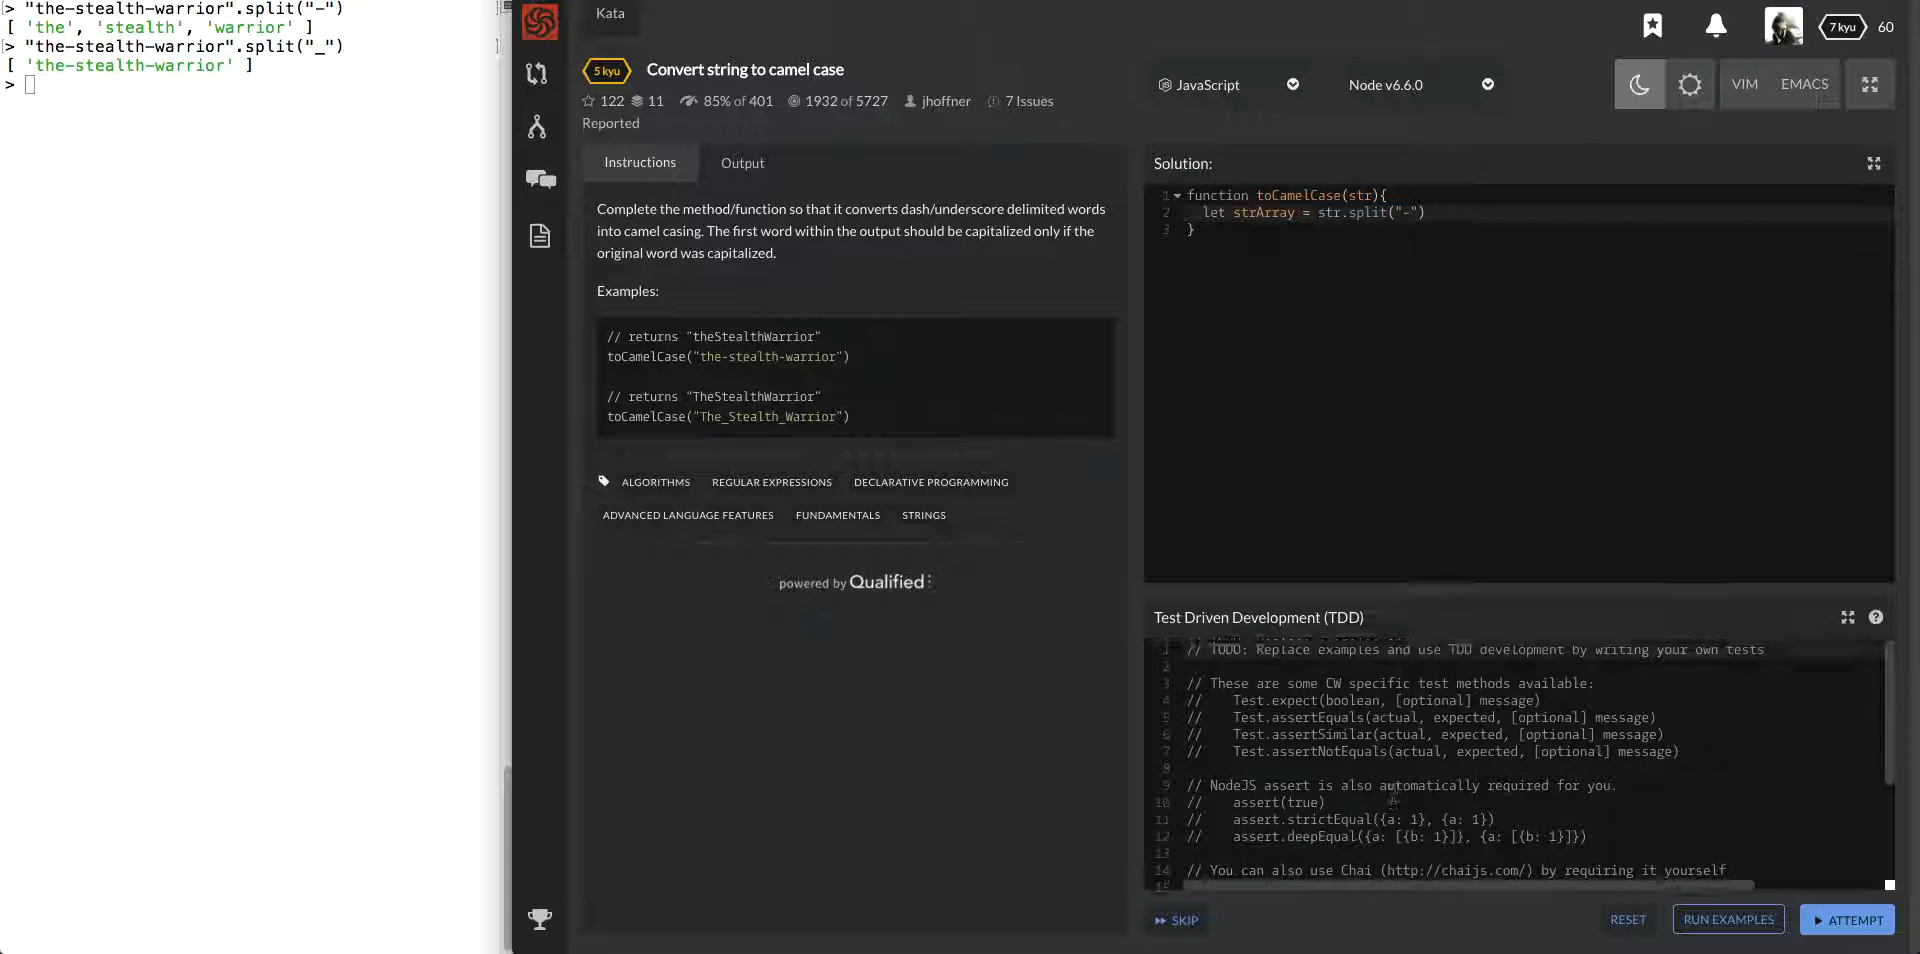 > "the-stealth-warrior".split("-")
[ 'the', 'stealth', 'warrior' ]
> "the-stealth-warrior".split("_")
[ 'the-stealth-warrior' ]
>
Kata
7 kyu 60
5 kyu Convert string to camel case
122 11 85% of 401 1932 of 5727 jhoffner 7 Issues
Reported
JavaScript
Node v6.6.0
VIM EMACS
Instructions Output
Complete the method/function so that it converts dash/underscore delimited words
into camel casing. The first word within the output should be capitalized only if the
original word was capitalized.
Examples:
// returns "theStealthWarrior"
toCamelCase("the-stealth-warrior")
// returns "TheStealthWarrior"
toCamelCase("The_Stealth_Warrior")
ALGORITHMS REGULAR EXPRESSIONS DECLARATIVE PROGRAMMING
ADVANCED LANGUAGE FEATURES FUNDAMENTALS STRINGS
powered by Qualified
Solution:
1 function toCamelCase(str){
2 let strArray = str.split("-")
3 }
Test Driven Development (TDD)
1 // TODO: Replace examples and use TDD development by writing your own tests
2
3 // These are some CW specific test methods available:
4 // Test.expect(boolean, [optional] message)
5 // Test.assertEquals(actual, expected, [optional] message)
6 // Test.assertSimilar(actual, expected, [optional] message)
7 // Test.assertNotEquals(actual, expected, [optional] message)
8
9 // NodeJS assert is also automatically required for you.
10 // assert(true)
11 // assert.strictEqual({a: 1}, {a: 1})
12 // assert.deepEqual({a: [{b: 1}]}, {a: [{b: 1}]})
13
14 // You can also use Chai (http://chaijs.com/) by requiring it yourself
15
SKIP
RESET RUN EXAMPLES ATTEMPT